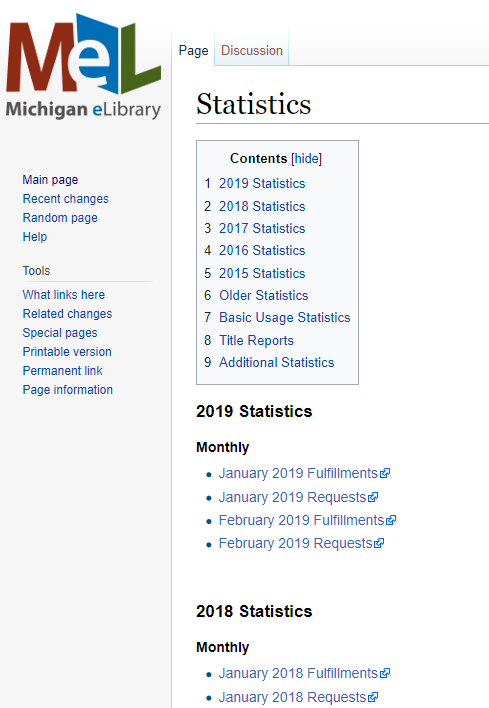 MeL
Michigan eLibrary
Main page
Recent changes
Random page
Help
Tools
What links here
Related changes
Special pages
Printable version
Permanent link
Page information
Page
Discussion
Statistics
Contents [hide]
1 2019 Statistics
2 2018 Statistics
3 2017 Statistics
4 2016 Statistics
5 2015 Statistics
6 Older Statistics
7 Basic Usage Statistics
8 Title Reports
9 Additional Statistics
2019 Statistics
Monthly
• January 2019 Fulfillments
• January 2019 Requests
• February 2019 Fulfillments
• February 2019 Requests
2018 Statistics
Monthly
• January 2018 Fulfillments
• January 2018 Requests